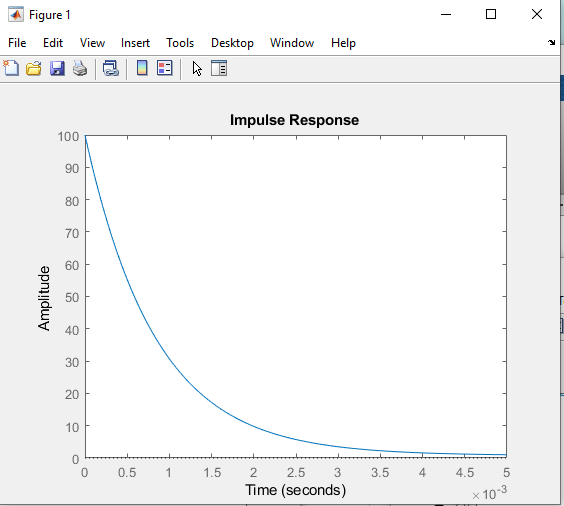 Figure 1
File Edit View Insert Tools Desktop Window Help
Impulse Response
Amplitude
100
90
80
70
60
50
40
30
20
10
0
0 0.5 1 1.5 2 2.5 3 3.5 4 4.5 5
Time (seconds)
×10-3